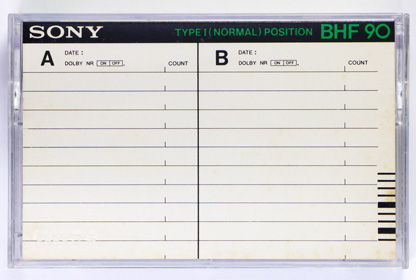 SONY TYPE I (NORMAL) POSITION BHF 90
A DATE : B DATE :
DOLBY NR ON OFF . COUNT DOLBY NR ON OFF . COUNT